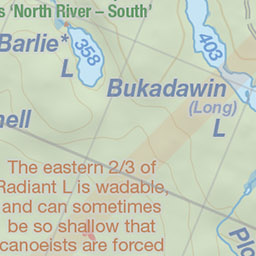 s 'North River – South'
Barlie*
358
L
403
Bukadawin
(Long)
L
nell
The eastern 2/3 of
Radiant L is wadable,
and can sometimes
be so shallow that
canoeists are forced
Plo